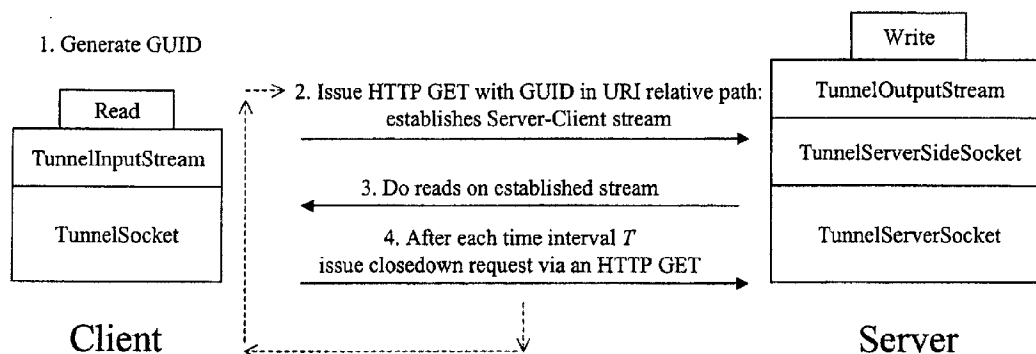 1. Generate GUID
Read
TunnelInputStream
TunnelSocket
Client
2. Issue HTTP GET with GUID in URI relative path:
establishes Server-Client stream
3. Do reads on established stream
4. After each time interval T
issue closedown request via an HTTP GET
Write
TunnelOutputStream
TunnelServerSideSocket
TunnelServerSocket
Server